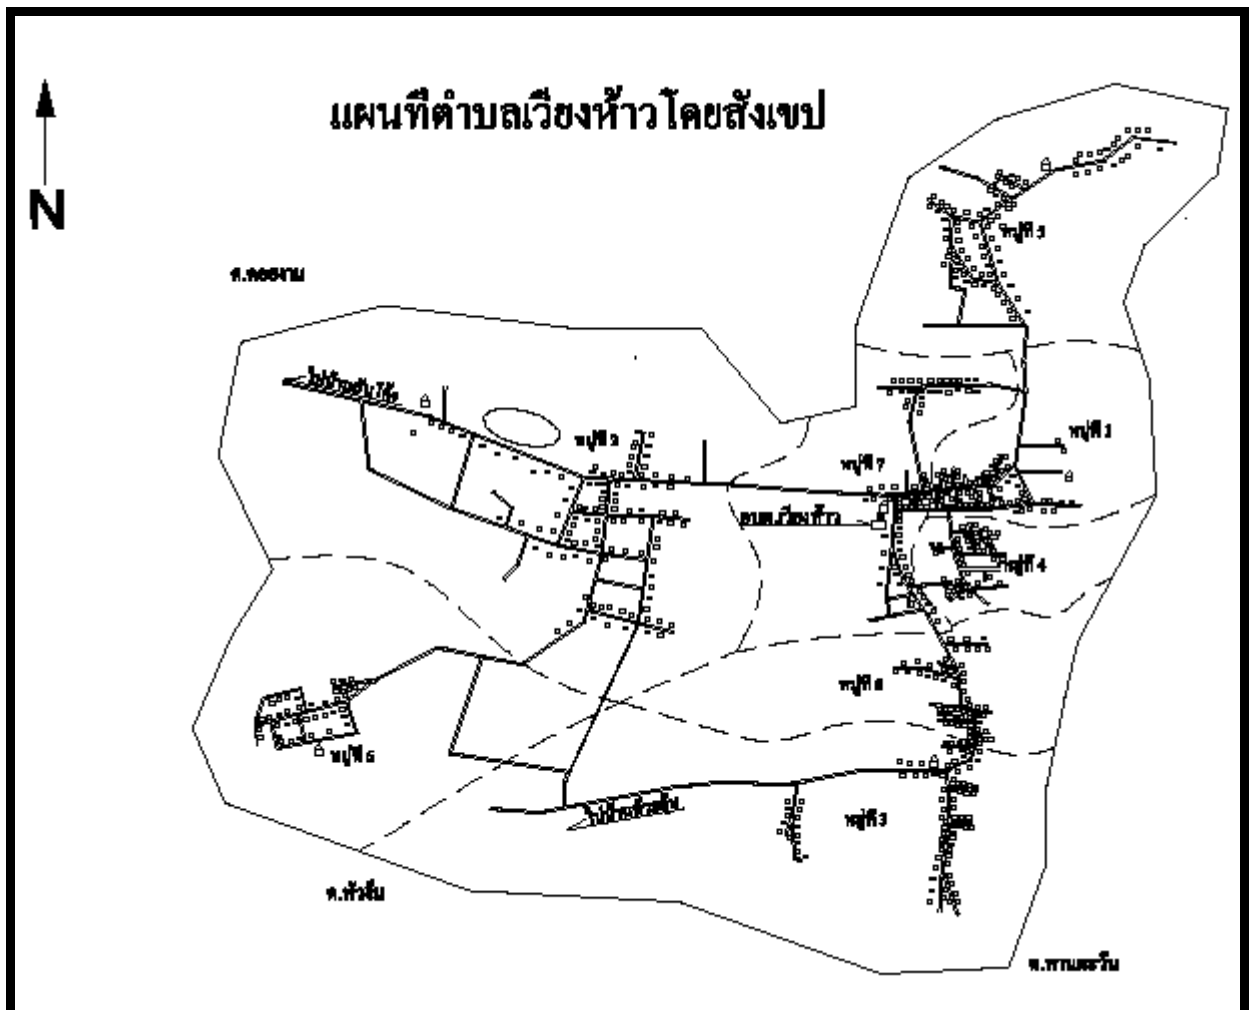 แผนที่ตำบลเวียงห้าวโดยสังเขป
N
ต.ดอยงาม
หมู่ที่ 5
หมู่ที่ 2
หมู่ที่ 7
อบต.เวียงห้าว
หมู่ที่ 4
หมู่ที่ 8
หมู่ที่ 6
หมู่ที่ 3
ต.หัวง้ม
ต.ทานตะวัน